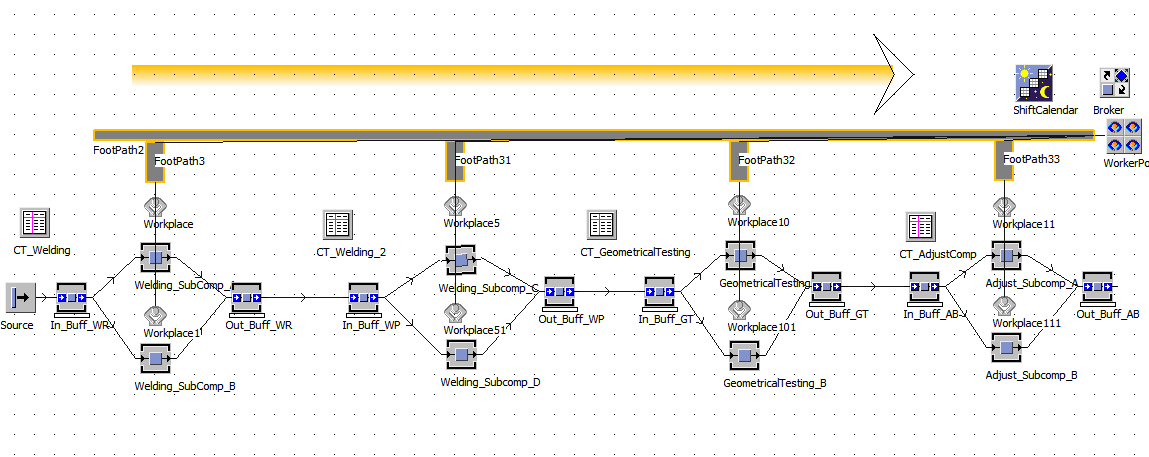 ShiftCalendar
Broker
FootPath2
FootPath3
FootPath31
FootPath32
FootPath33
WorkerPo
Workplace
Workplace5
Workplace10
Workplace11
CT_Welding
CT_Welding_2
CT_GeometricalTesting
CT_AdjustComp
Welding_SubComp_A
Welding_Subcomp_C
GeometricalTesting
Adjust_Subcomp_A
Source
In_Buff_WR
Workplace1
Out_Buff_WR
In_Buff_WP
Workplace51
Out_Buff_WP
In_Buff_GT
Workplace101
Out_Buff_GT
In_Buff_AB
Workplace111
Out_Buff_AB
Welding_SubComp_B
Welding_Subcomp_D
GeometricalTesting_B
Adjust_Subcomp_B